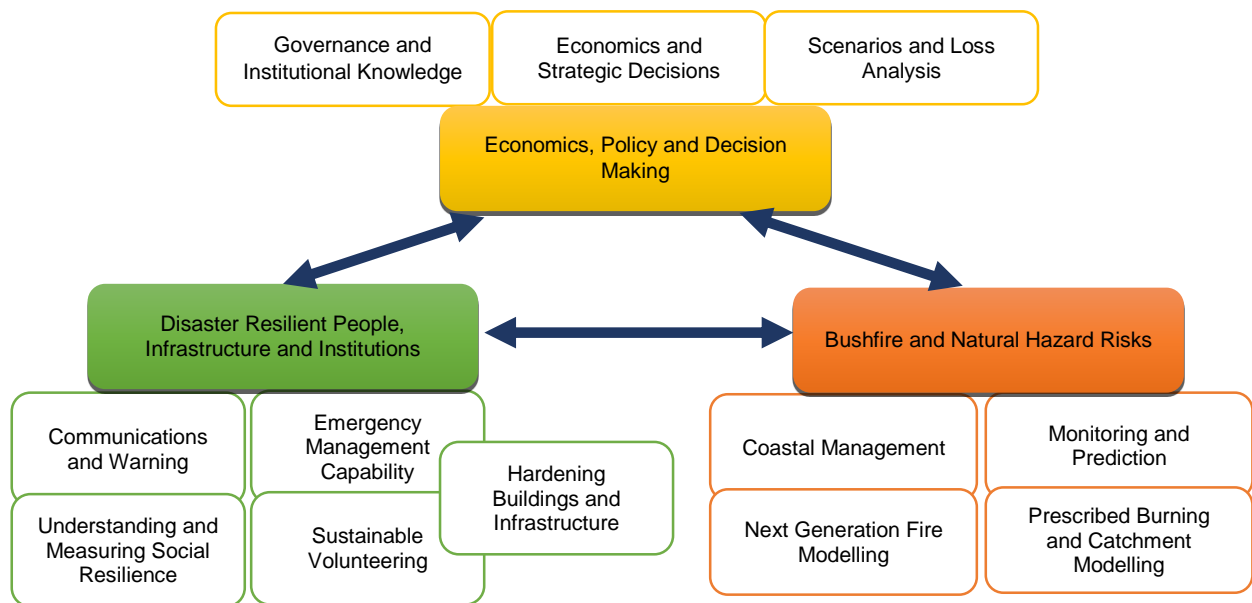 Governance and
Institutional Knowledge
Economics and
Strategic Decisions
Scenarios and Loss
Analysis
Economics, Policy and Decision
Making
Disaster Resilient People,
Infrastructure and Institutions
Bushfire and Natural Hazard Risks
Communications
and Warning
Emergency
Management
Capability
Hardening
Buildings and
Infrastructure
Understanding and
Measuring Social
Resilience
Sustainable
Volunteering
Coastal Management
Monitoring and
Prediction
Next Generation Fire
Modelling
Prescribed Burning
and Catchment
Modelling